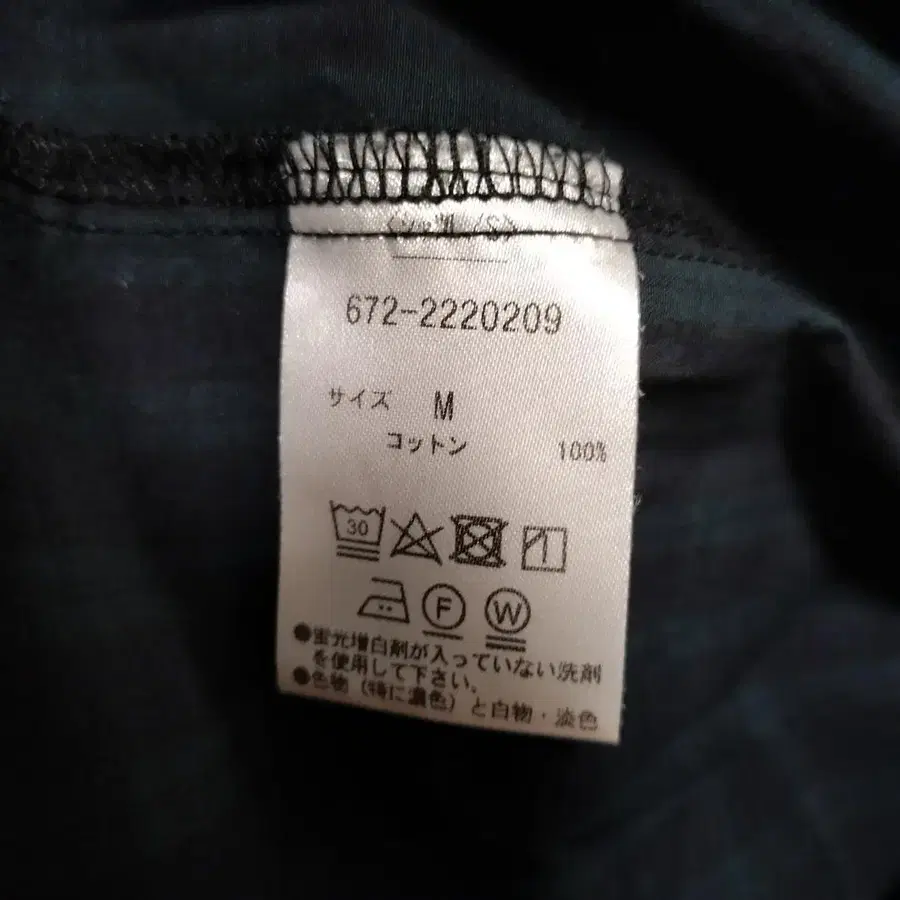 672-2220209
サイズ M
コットン 100%
30
F W
●蛍光増白剤が入っていない洗剤
を使用して下さい。
●色物（特に濃色）と白物・淡色